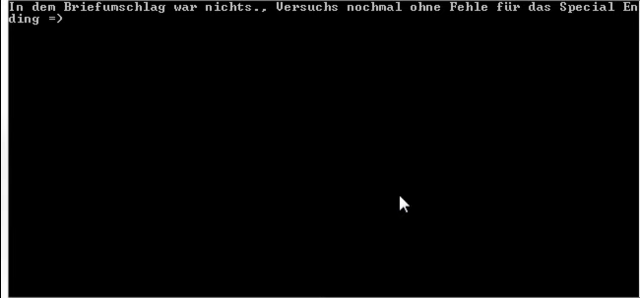 In dem Briefumschlag war nichts., Versuchs nochmal ohne Fehle für das Special En
ding =)